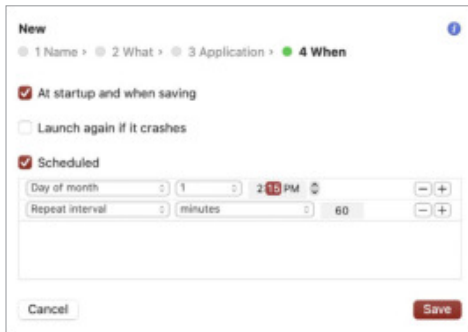 New
1 Name › 2 What › 3 Application › 4 When
At startup and when saving
Launch again if it crashes
Scheduled
Day of month 1 2:15 PM
Repeat interval minutes 60
Cancel Save